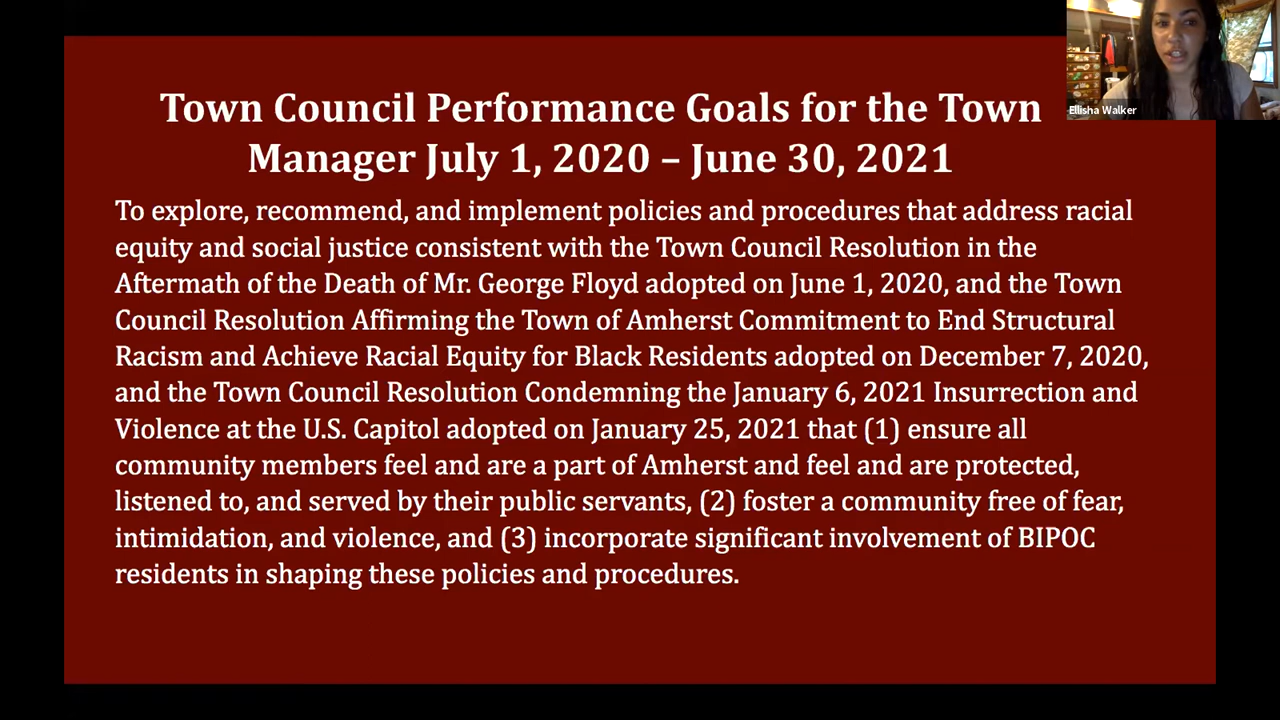 Town Council Performance Goals for the Town
Manager July 1, 2020 – June 30, 2021
Ellisha Walker
To explore, recommend, and implement policies and procedures that address racial
equity and social justice consistent with the Town Council Resolution in the
Aftermath of the Death of Mr. George Floyd adopted on June 1, 2020, and the Town
Council Resolution Affirming the Town of Amherst Commitment to End Structural
Racism and Achieve Racial Equity for Black Residents adopted on December 7, 2020,
and the Town Council Resolution Condemning the January 6, 2021 Insurrection and
Violence at the U.S. Capitol adopted on January 25, 2021 that (1) ensure all
community members feel and are a part of Amherst and feel and are protected,
listened to, and served by their public servants, (2) foster a community free of fear,
intimidation, and violence, and (3) incorporate significant involvement of BIPOC
residents in shaping these policies and procedures.